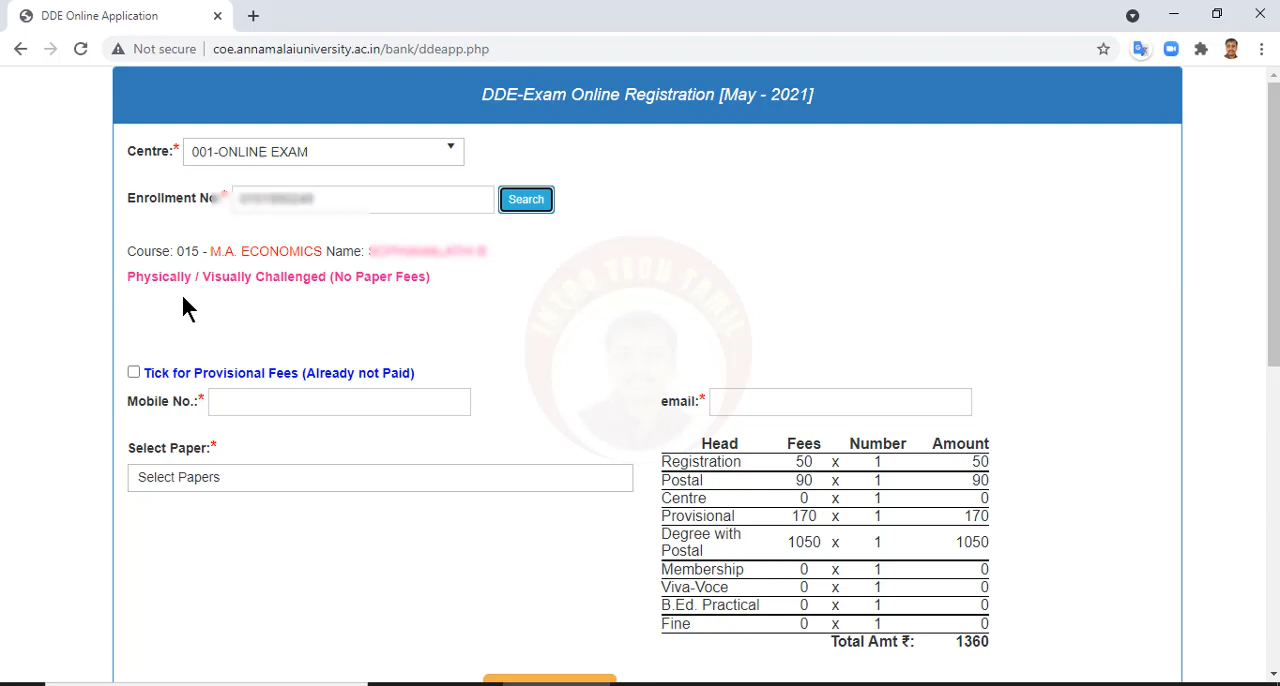 DDE Online Application
Not secure coe.annamalaiuniversity.ac.in/bank/ddeapp.php
DDE-Exam Online Registration [May - 2021]
Centre:* 001-ONLINE EXAM
Enrollment No * Search
Course: 015 - M.A. ECONOMICS Name:
Physically / Visually Challenged (No Paper Fees)
INTRO TECH TAMIL
Tick for Provisional Fees (Already not Paid)
Mobile No.:* email:*
Select Paper:*
Select Papers
Head Fees Number Amount
Registration 50 x 1 50
Postal 90 x 1 90
Centre 0 x 1 0
Provisional 170 x 1 170
Degree with
Postal 1050 x 1 1050
Membership 0 x 1 0
Viva-Voce 0 x 1 0
B.Ed. Practical 0 x 1 0
Fine 0 x 1 0
Total Amt ₹: 1360